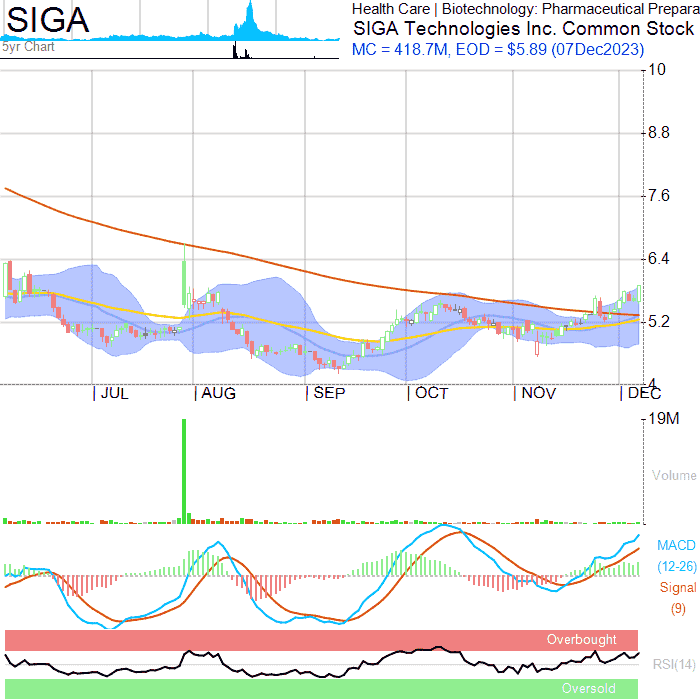 SIGA
5yr Chart
Health Care | Biotechnology: Pharmaceutical Prepara
SIGA Technologies Inc. Common Stock
MC = 418.7M, EOD = $5.89 (07Dec2023)
10
8.8
7.6
6.4
5.2
4
JUL AUG SEP OCT NOV DEC
19M
Volume
MACD
(12-26)
Signal
(9)
Overbought
RSI(14)
Oversold